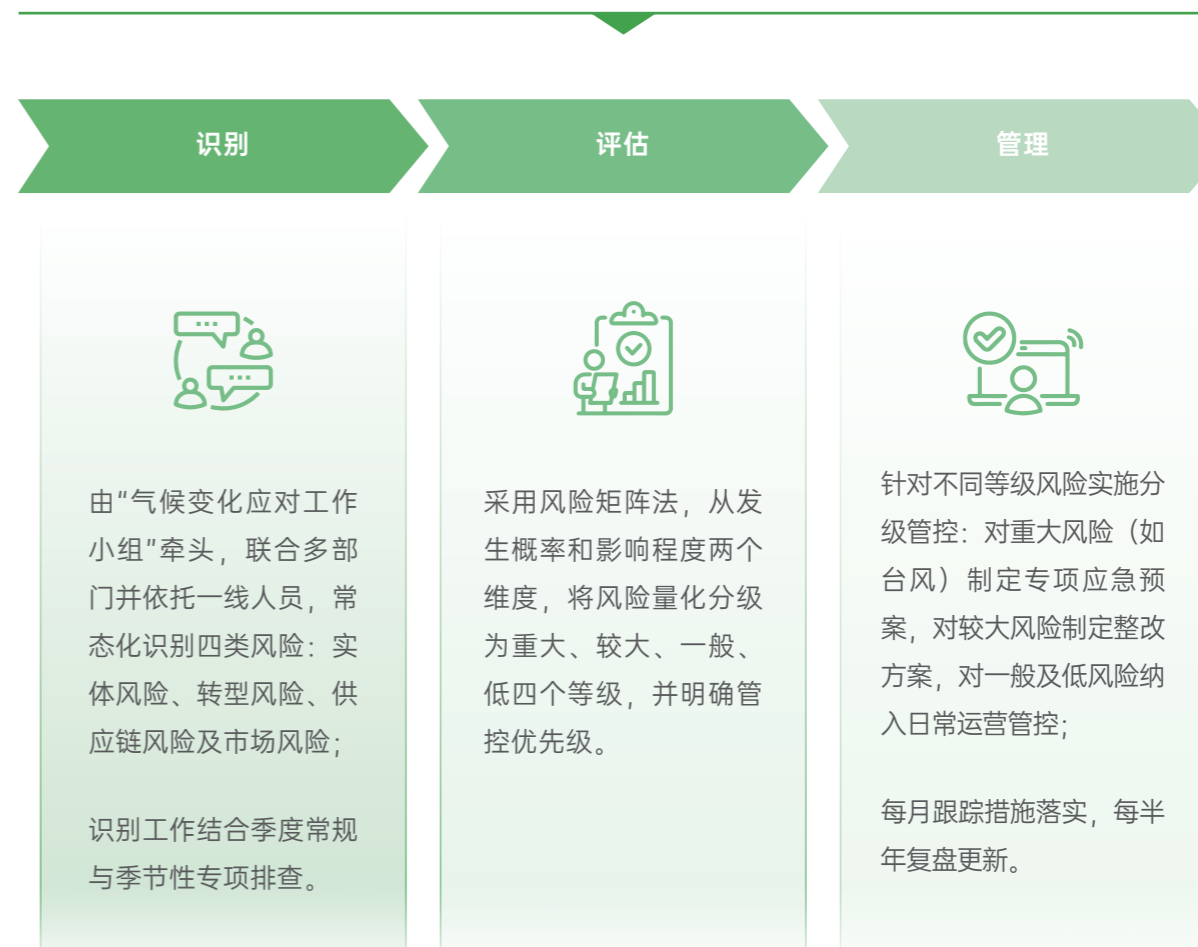 识别
由“气候变化应对工作
小组”牵头，联合多部
门并依托一线人员，常
态化识别四类风险：实
体风险、转型风险、供
应链风险及市场风险；
识别工作结合季度常规
与季节性专项排查。
评估
采用风险矩阵法，从发
生概率和影响程度两个
维度，将风险量化分级
为重大、较大、一般、
低四个等级，并明确管
控优先级。
管理
针对不同等级风险实施分
级管控：对重大风险（如
台风）制定专项应急预
案，对较大风险制定整改
方案，对一般及低风险纳
入日常运营管控；
每月跟踪措施落实，每半
年复盘更新。